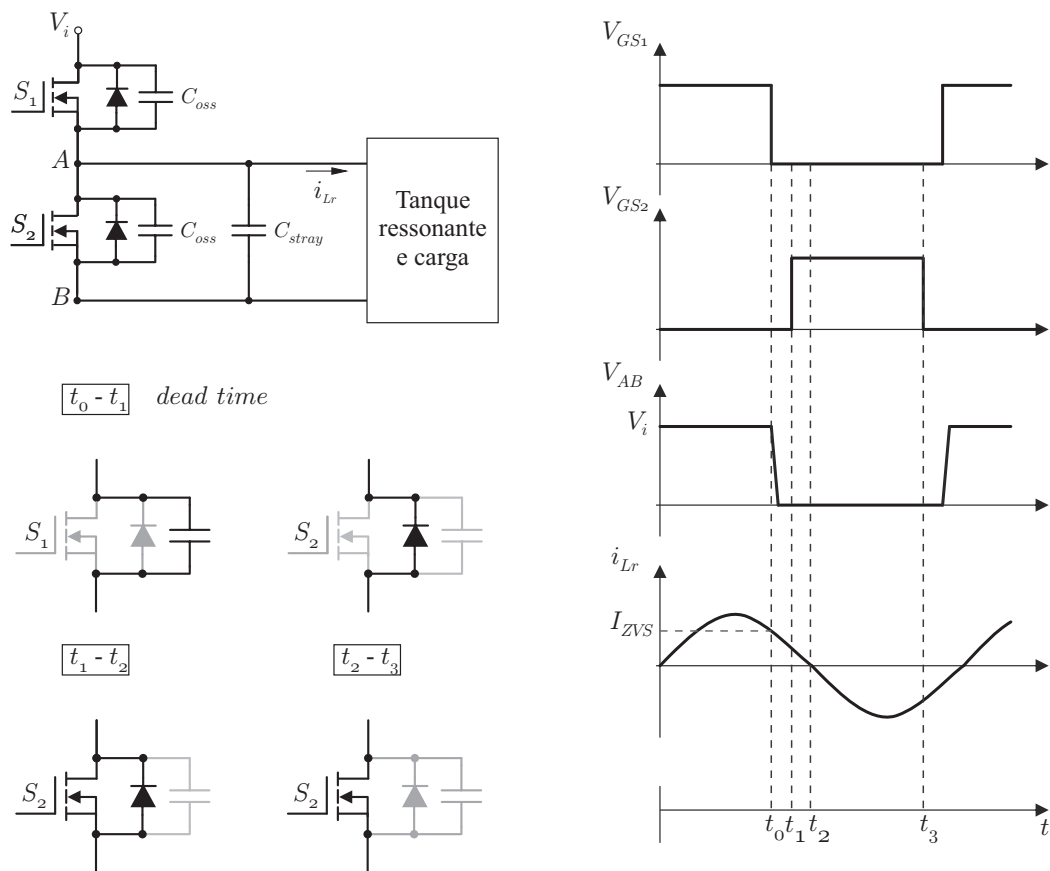 V_i
S_1
C_oss
A
i_Lr
S_2
C_oss
C_stray
Tanque
ressonante
e carga
B
t_0 - t_1 dead time
S_1
S_2
t_1 - t_2
t_2 - t_3
S_2
S_2
V_GS1
V_GS2
V_AB
V_i
i_Lr
I_ZVS
t_0 t_1 t_2 t_3 t